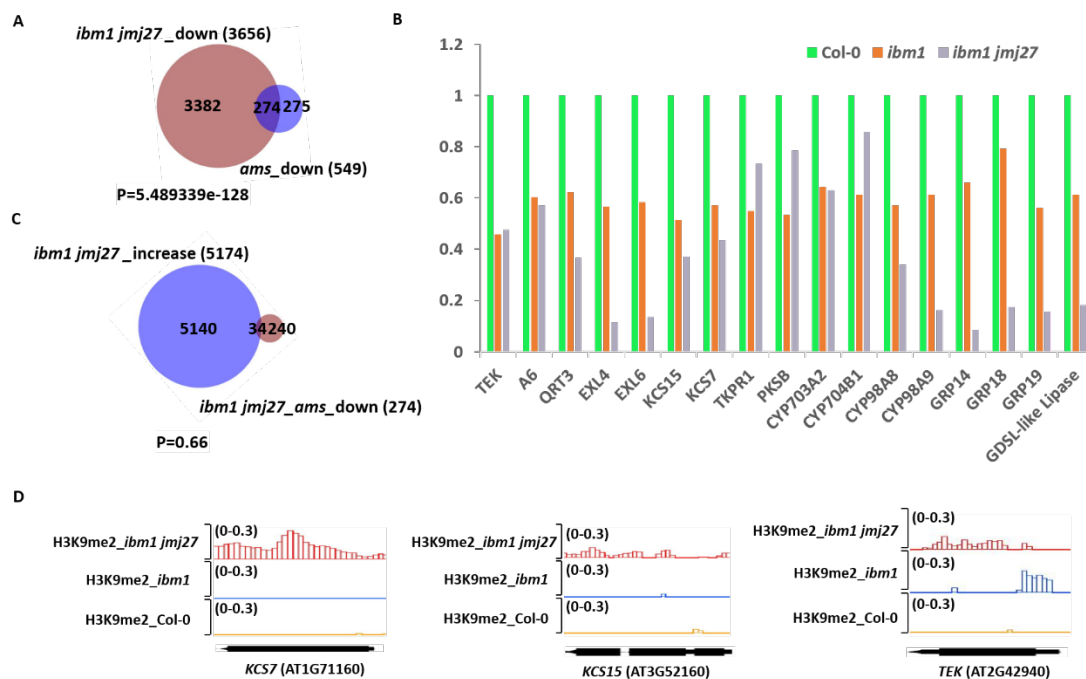 A
ibm1 jmj27_down (3656)
3382
274
275
ams_down (549)
P=5.489339e-128
B
Col-0
ibm1
ibm1 jmj27
1.2
1
0.8
0.6
0.4
0.2
0
TEK
A6
QRT3
EXL4
EXL6
KCS15
KCS7
TKPR1
PKSB
CYP703A2
CYP704B1
CYP98A8
CYP98A9
GRP14
GRP18
GRP19
GDSL-like Lipase
C
ibm1 jmj27_increase (5174)
5140
34
240
ibm1 jmj27_ams_down (274)
P=0.66
D
H3K9me2_ibm1 jmj27
(0-0.3)
H3K9me2_ibm1
(0-0.3)
H3K9me2_Col-0
(0-0.3)
KCS7 (AT1G71160)
H3K9me2_ibm1 jmj27
(0-0.3)
H3K9me2_ibm1
(0-0.3)
H3K9me2_Col-0
(0-0.3)
KCS15 (AT3G52160)
H3K9me2_ibm1 jmj27
(0-0.3)
H3K9me2_ibm1
(0-0.3)
H3K9me2_Col-0
(0-0.3)
TEK (AT2G42940)